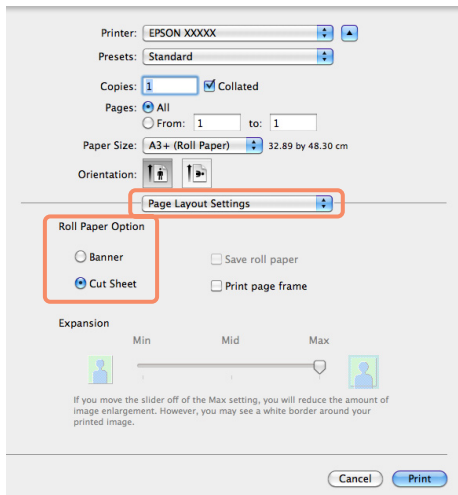 Printer: EPSON XXXXX
Presets: Standard
Copies: 1 Collated
Pages: All
From: 1 to: 1
Paper Size: A3+ (Roll Paper) 32.89 by 48.30 cm
Orientation:
Page Layout Settings
Roll Paper Option
Banner Save roll paper
Cut Sheet Print page frame
Expansion
Min Mid Max
If you move the slider off of the Max setting, you will reduce the amount of
image enlargement. However, you may see a white border around your
printed image.
Cancel Print